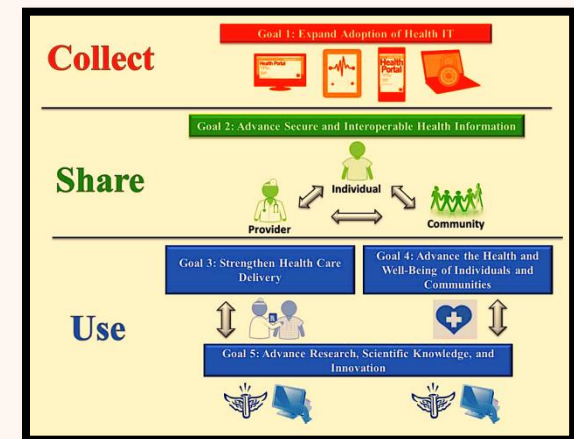 Goal 1: Expand Adoption of Health IT
Collect
Health Portal
Health
Portal
Goal 2: Advance Secure and Interoperable Health Information
Share
Individual
Provider
Community
Goal 3: Strengthen Health Care
Delivery
Goal 4: Advance the Health and
Well-Being of Individuals and
Communities
Use
Goal 5: Advance Research, Scientific Knowledge, and
Innovation